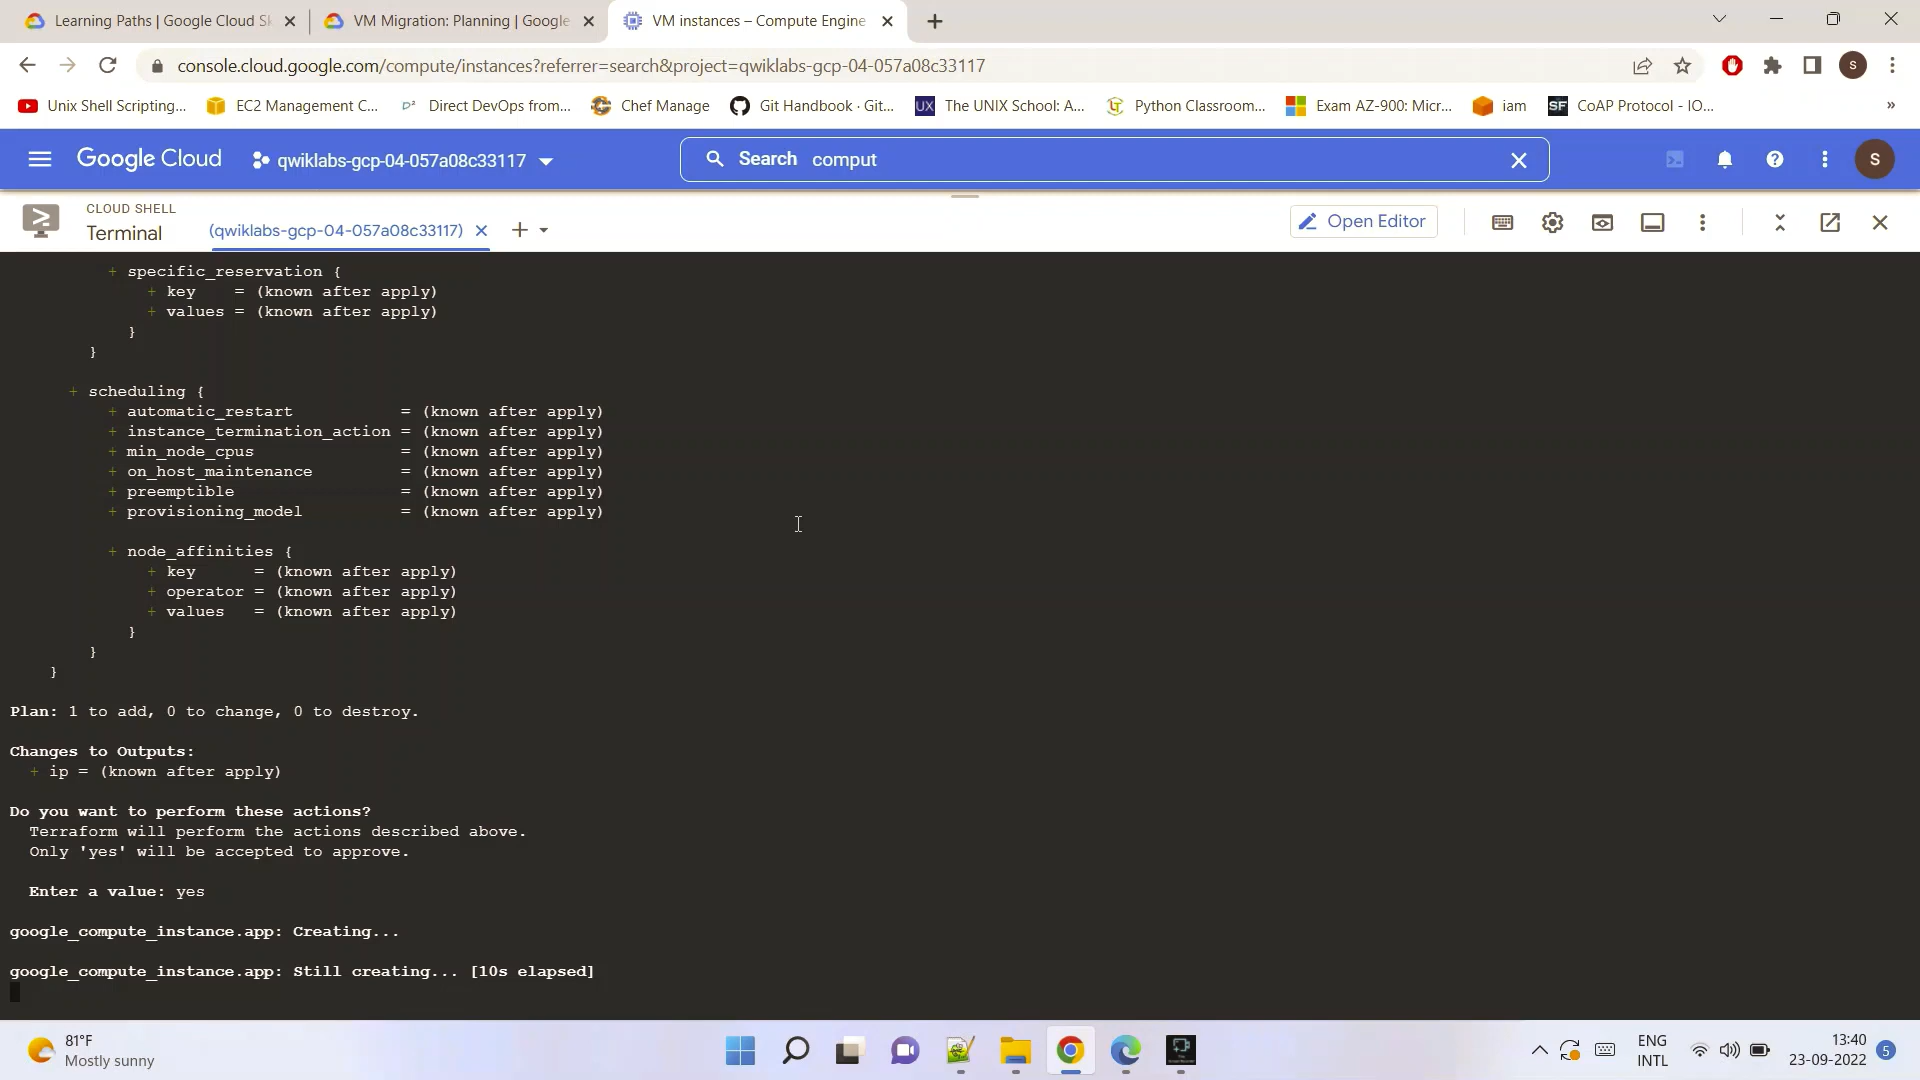 Learning Paths | Google Cloud Sk
VM Migration: Planning | Google
VM instances – Compute Engine
console.cloud.google.com/compute/instances?referrer=search&project=qwiklabs-gcp-04-057a08c33117
S
Unix Shell Scripting...
EC2 Management C...
Direct DevOps from...
Chef Manage
Git Handbook · Git...
UX The UNIX School: A...
Python Classroom...
Exam AZ-900: Micr...
iam
SF CoAP Protocol - IO...
»
Google Cloud
qwiklabs-gcp-04-057a08c33117
Search comput
S
CLOUD SHELL
Terminal
(qwiklabs-gcp-04-057a08c33117)
Open Editor
+ specific_reservation {
+ key    = (known after apply)
+ values = (known after apply)
}
}
+ scheduling {
+ automatic_restart           = (known after apply)
+ instance_termination_action = (known after apply)
+ min_node_cpus               = (known after apply)
+ on_host_maintenance         = (known after apply)
+ preemptible                 = (known after apply)
+ provisioning_model          = (known after apply)
+ node_affinities {
+ key      = (known after apply)
+ operator = (known after apply)
+ values   = (known after apply)
}
}
}
Plan: 1 to add, 0 to change, 0 to destroy.
Changes to Outputs:
+ ip = (known after apply)
Do you want to perform these actions?
Terraform will perform the actions described above.
Only 'yes' will be accepted to approve.
Enter a value: yes
google_compute_instance.app: Creating...
google_compute_instance.app: Still creating... [10s elapsed]
81°F
Mostly sunny
ENG
INTL
13:40
23-09-2022
5